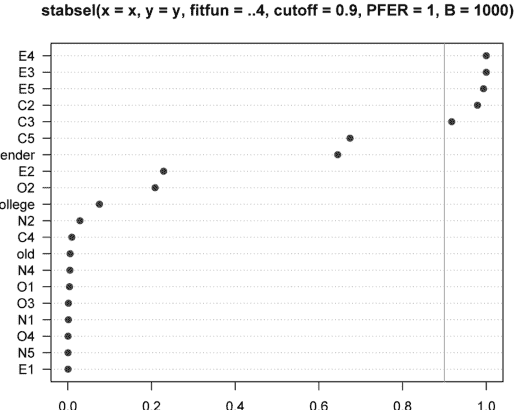 stabsel(x = x, y = y, fitfun = ..4, cutoff = 0.9, PFER = 1, B = 1000)
E4
E3
E5
C2
C3
C5
ender
E2
O2
ollege
N2
C4
old
N4
O1
O3
N1
O4
N5
E1
0.0 0.2 0.4 0.6 0.8 1.0